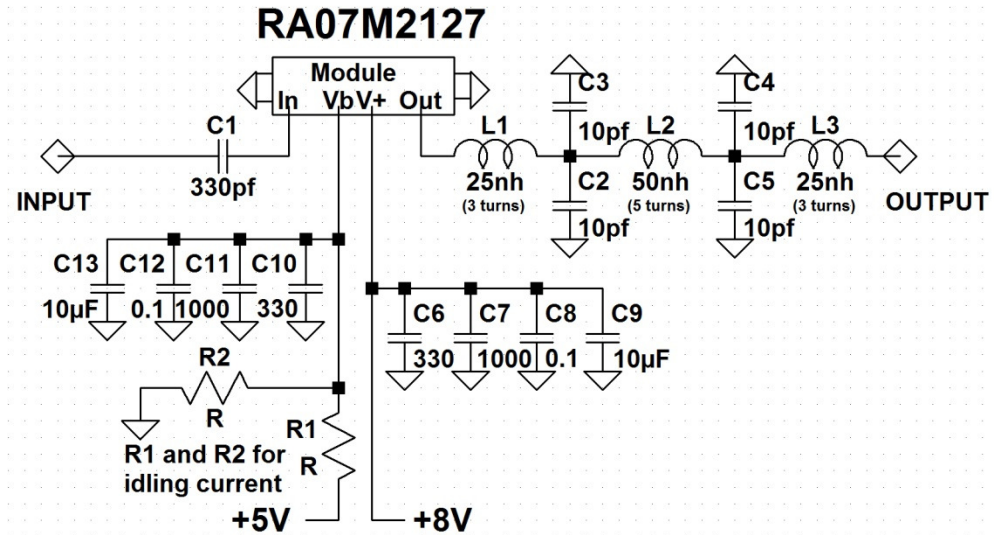 RA07M2127
Module
In Vb V+ Out
C1
330pf
INPUT
L1
25nh
(3 turns)
C3
10pf
C2
10pf
L2
50nh
(5 turns)
C4
10pf
C5
10pf
L3
25nh
(3 turns)
OUTPUT
C13 C12 C11 C10
10µF 0.1 1000 330
C6 C7 C8 C9
330 1000 0.1 10µF
R2
R
R1
R
R1 and R2 for
idling current
+5V
+8V